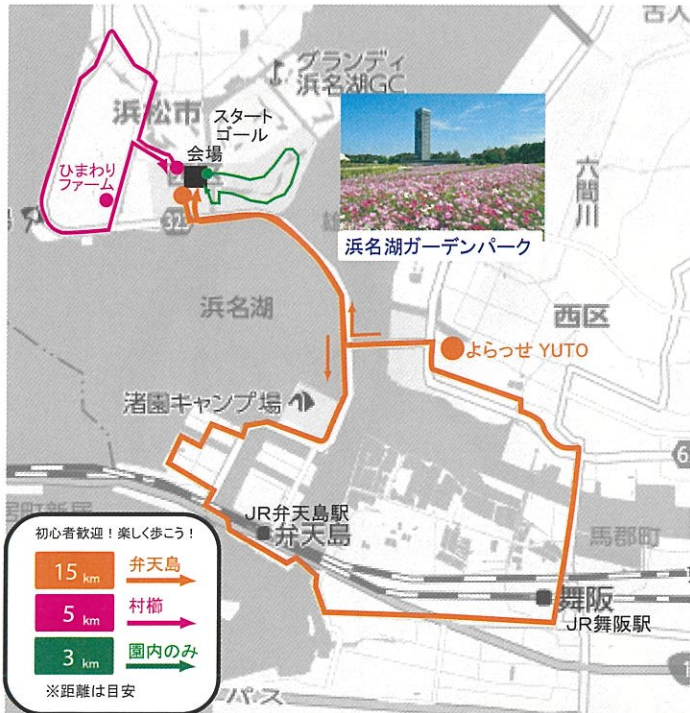 グランディ
浜名湖GC
浜松市
スタート
ゴール
会場
ひまわり
ファーム
323
六間川
浜名湖ガーデンパーク
浜名湖
西区
よらっせ YUTO
渚園キャンプ場
JR弁天島駅
弁天島
馬郡町
舞阪
JR舞阪駅
初心者歓迎！楽しく歩こう！
15 km 弁天島
5 km 村櫛
3 km 園内のみ
※距離は目安
1
パス